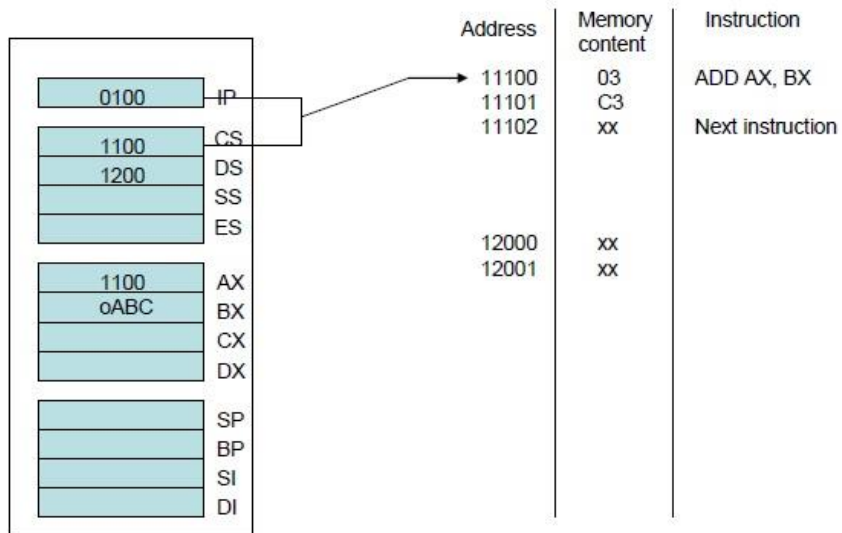 Address Memory content Instruction
11100 03 ADD AX, BX
11101 C3
11102 xx Next instruction
12000 xx
12001 xx
0100 IP
1100 CS
1200 DS
SS
ES
1100 AX
oABC BX
CX
DX
SP
BP
SI
DI